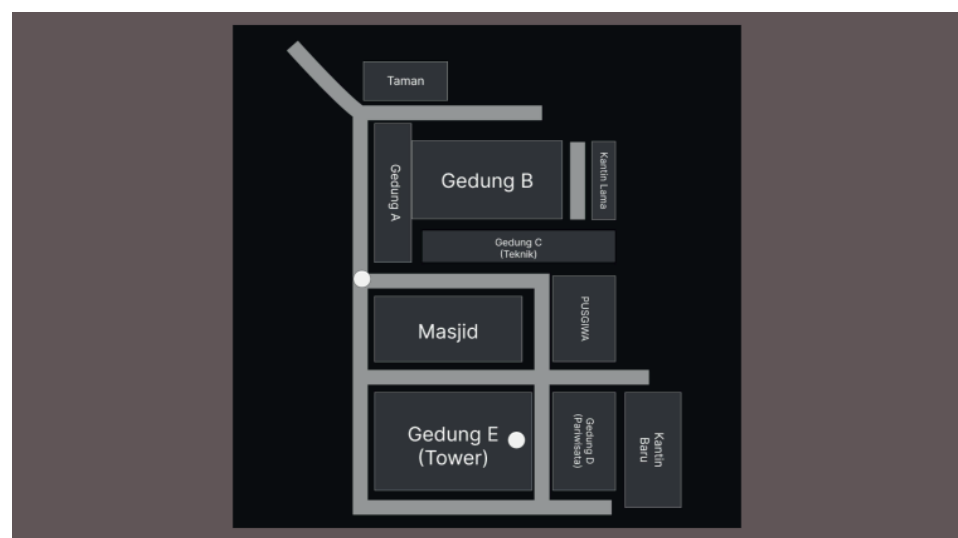 Taman
Gedung A
Gedung B
Kantin Lama
Gedung C
(Teknik)
Masjid
PUSGIWA
Gedung E
(Tower)
Gedung D
(Pariwisata)
Kantin
Baru